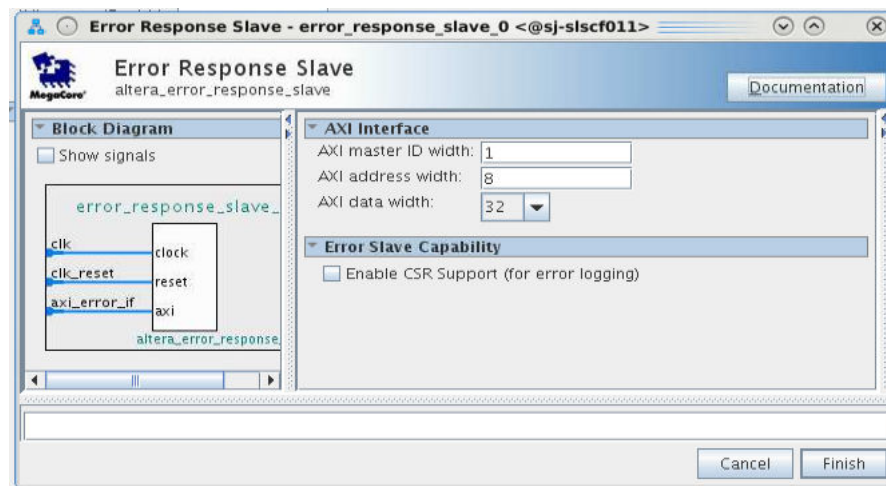 Error Response Slave - error_response_slave_0 <@sj-slscf011>
Error Response Slave
altera_error_response_slave
MegaCore'
Documentation
Block Diagram
Show signals
error_response_slave_
clk
clock
clk_reset
reset
axi_error_if
axi
altera_error_response_
AXI Interface
AXI master ID width: 1
AXI address width: 8
AXI data width: 32
Error Slave Capability
Enable CSR Support (for error logging)
Cancel
Finish